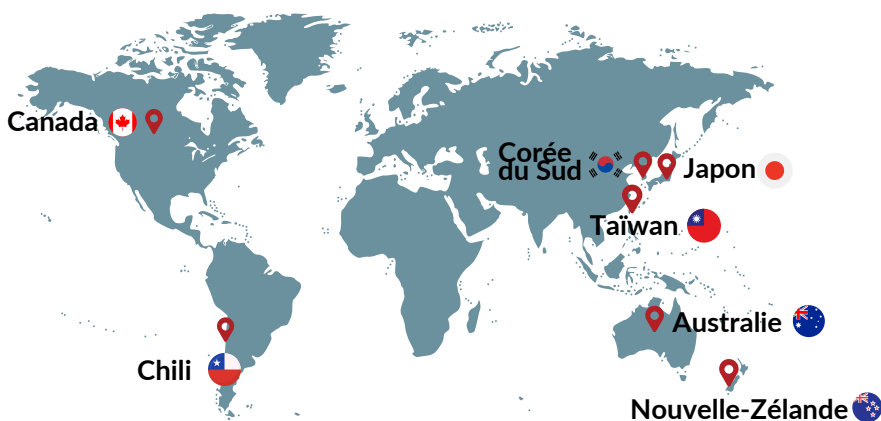 Canada
Corée
du Sud
Japon
Taïwan
Australie
Chili
Nouvelle-Zélande